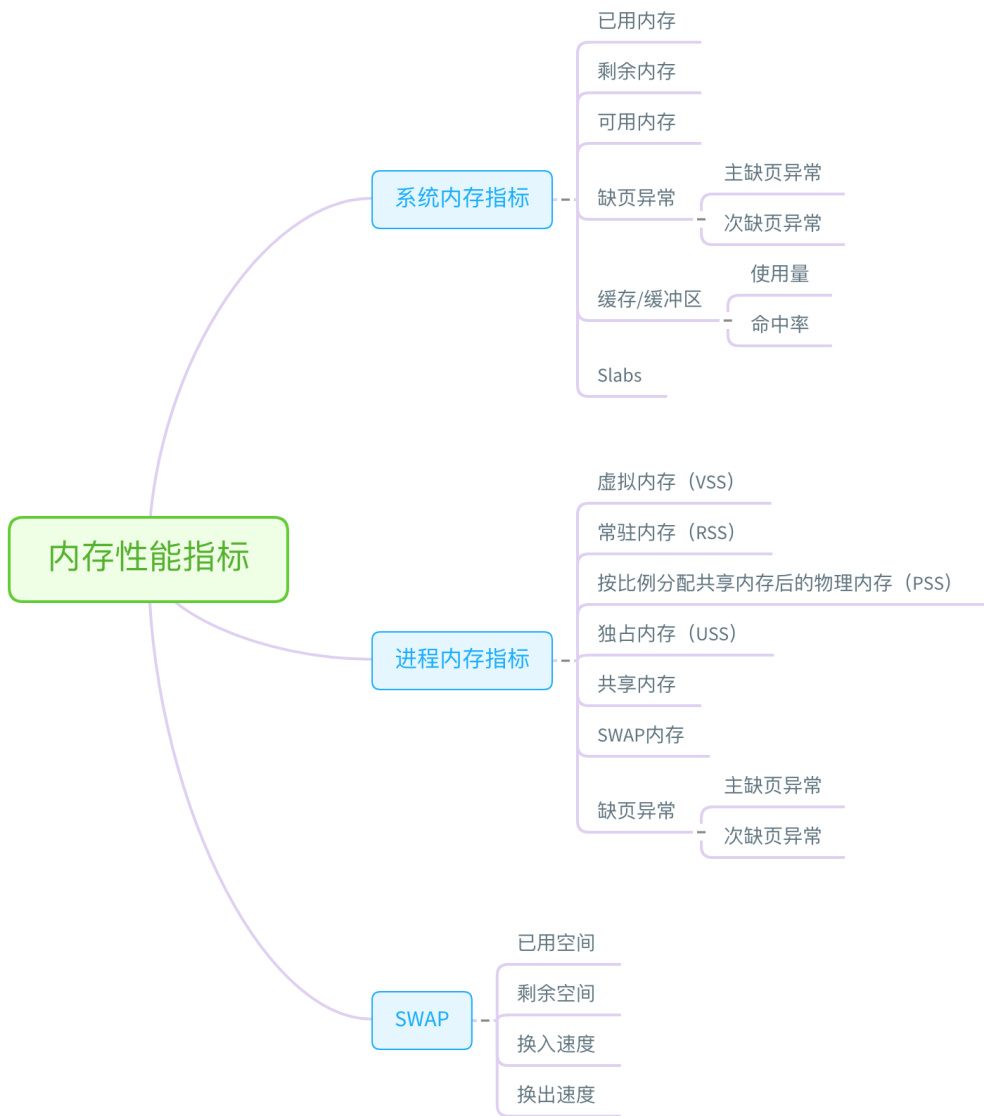 内存性能指标
系统内存指标
已用内存
剩余内存
可用内存
缺页异常
主缺页异常
次缺页异常
缓存/缓冲区
使用量
命中率
Slabs
进程内存指标
虚拟内存（VSS）
常驻内存（RSS）
按比例分配共享内存后的物理内存（PSS）
独占内存（USS）
共享内存
SWAP内存
缺页异常
主缺页异常
次缺页异常
SWAP
已用空间
剩余空间
换入速度
换出速度